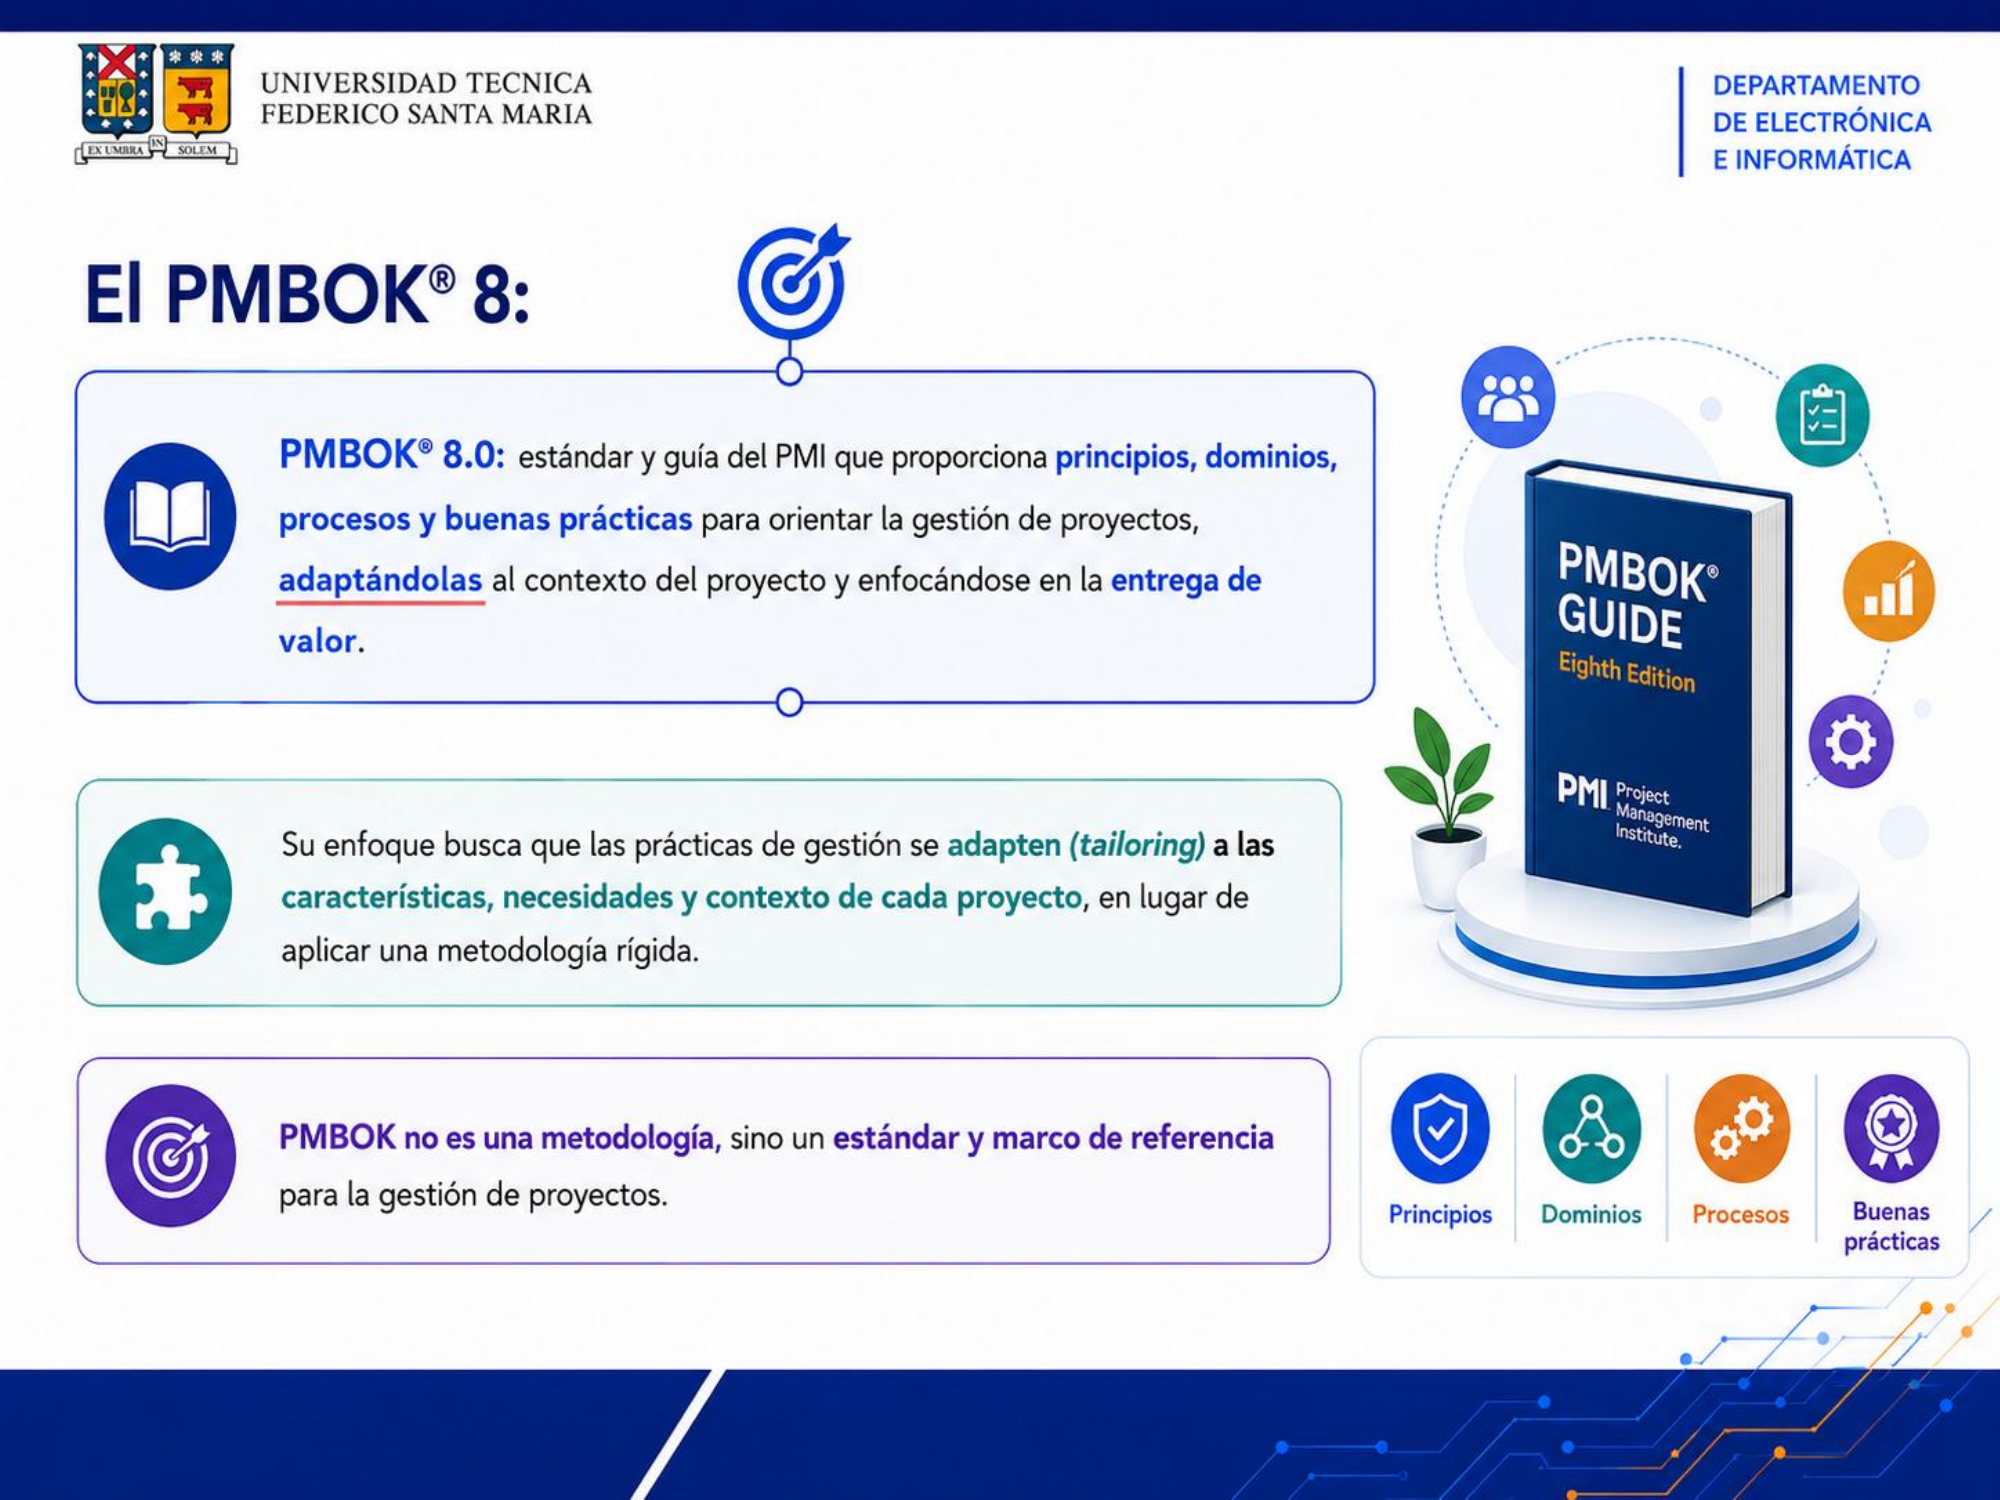 UNIVERSIDAD TECNICA
FEDERICO SANTA MARIA
EX UMBRA IN SOLEM
DEPARTAMENTO
DE ELECTRÓNICA
E INFORMÁTICA
El PMBOK® 8:
PMBOK® 8.0: estándar y guía del PMI que proporciona principios, dominios,
procesos y buenas prácticas para orientar la gestión de proyectos,
adaptándolas al contexto del proyecto y enfocándose en la entrega de
valor.
Su enfoque busca que las prácticas de gestión se adapten (tailoring) a las
características, necesidades y contexto de cada proyecto, en lugar de
aplicar una metodología rígida.
PMBOK no es una metodología, sino un estándar y marco de referencia
para la gestión de proyectos.
PMBOK®
GUIDE
Eighth Edition
PMI Project
Management
Institute.
Principios
Dominios
Procesos
Buenas
prácticas